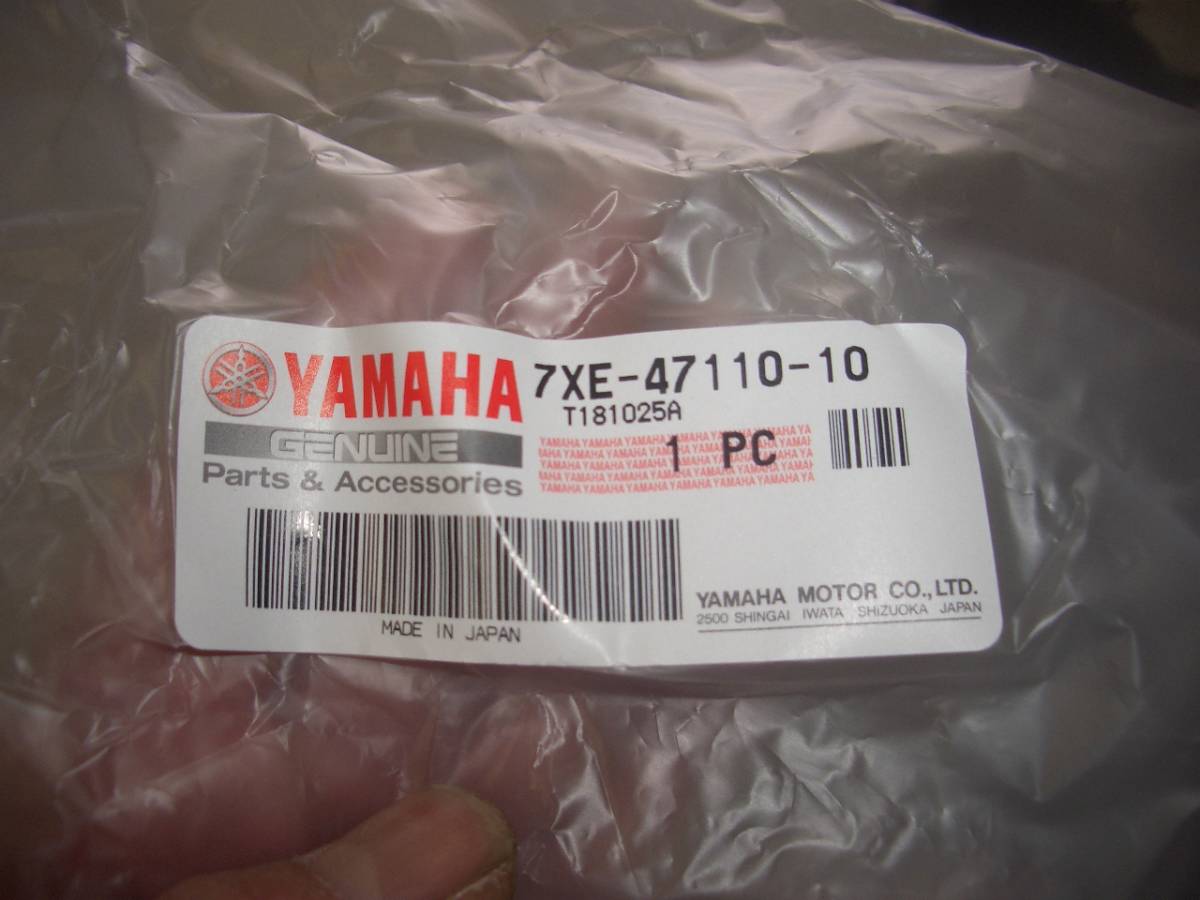 YAMAHA 7XE-47110-10
T181025A
GENUINE
Parts & Accessories
YAMAHA YAMAHA YAMAHA YAMAHA YAMAHA YAMAHA YA
1 PC
MADE IN JAPAN
YAMAHA MOTOR CO.,LTD.
2500 SHINGAI IWATA SHIZUOKA JAPAN